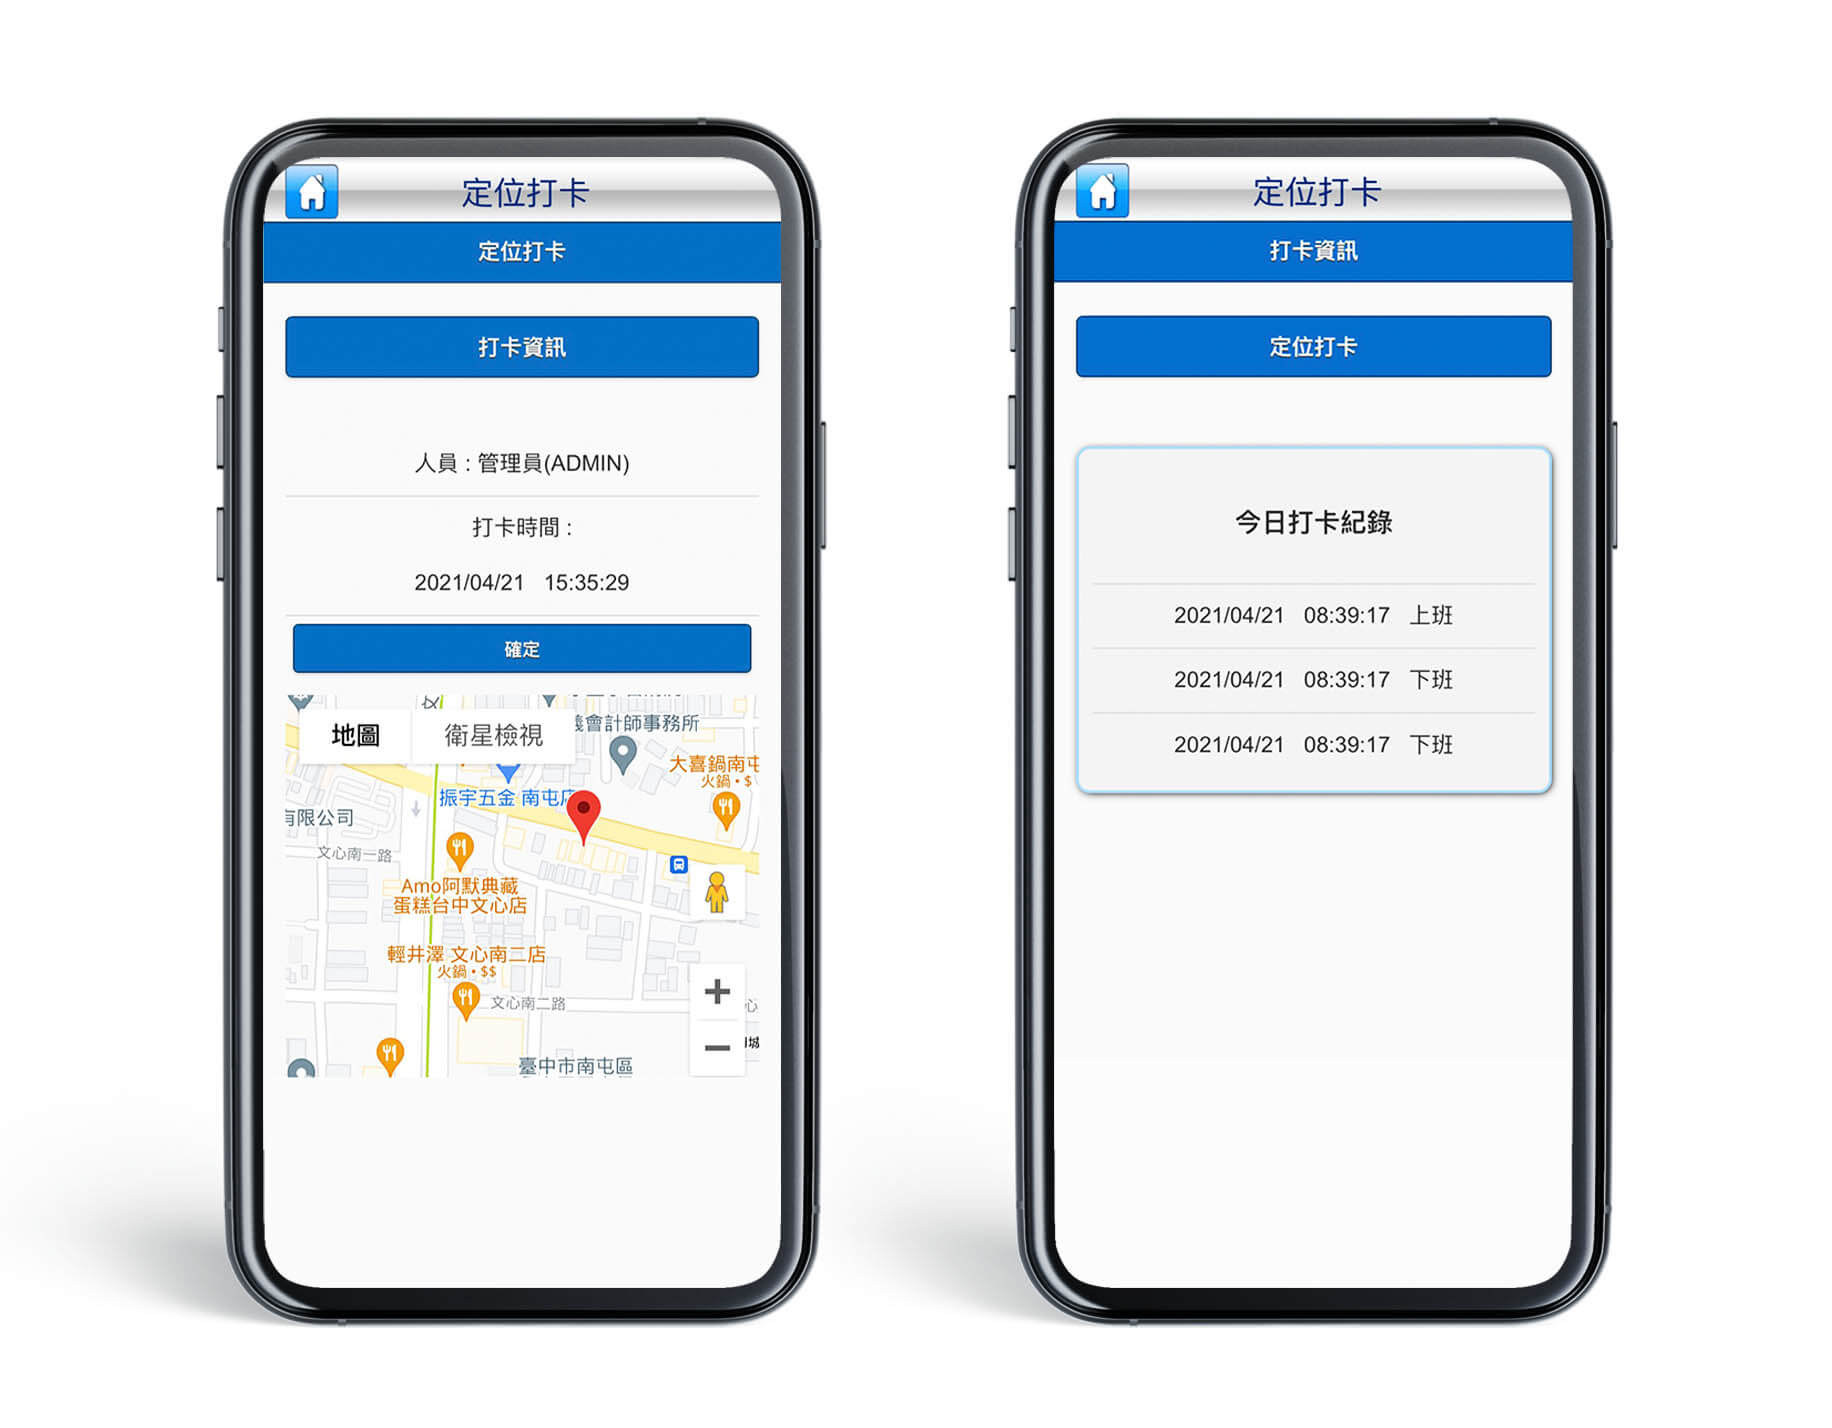 定位打卡
定位打卡
打卡資訊
人員 : 管理員(ADMIN)
打卡時間 :
2021/04/21 15:35:29
確定
地圖
衛星檢視
會計師事務所
大喜鍋南屯
火鍋 • $
振宇五金 南屯店
有限公司
文心南一路
Amo阿默典藏
蛋糕台中文心店
輕井澤 文心南二店
火鍋 • $$
文心南二路
心
城
臺中市南屯區
定位打卡
打卡資訊
定位打卡
今日打卡紀錄
2021/04/21 08:39:17 上班
2021/04/21 08:39:17 下班
2021/04/21 08:39:17 下班